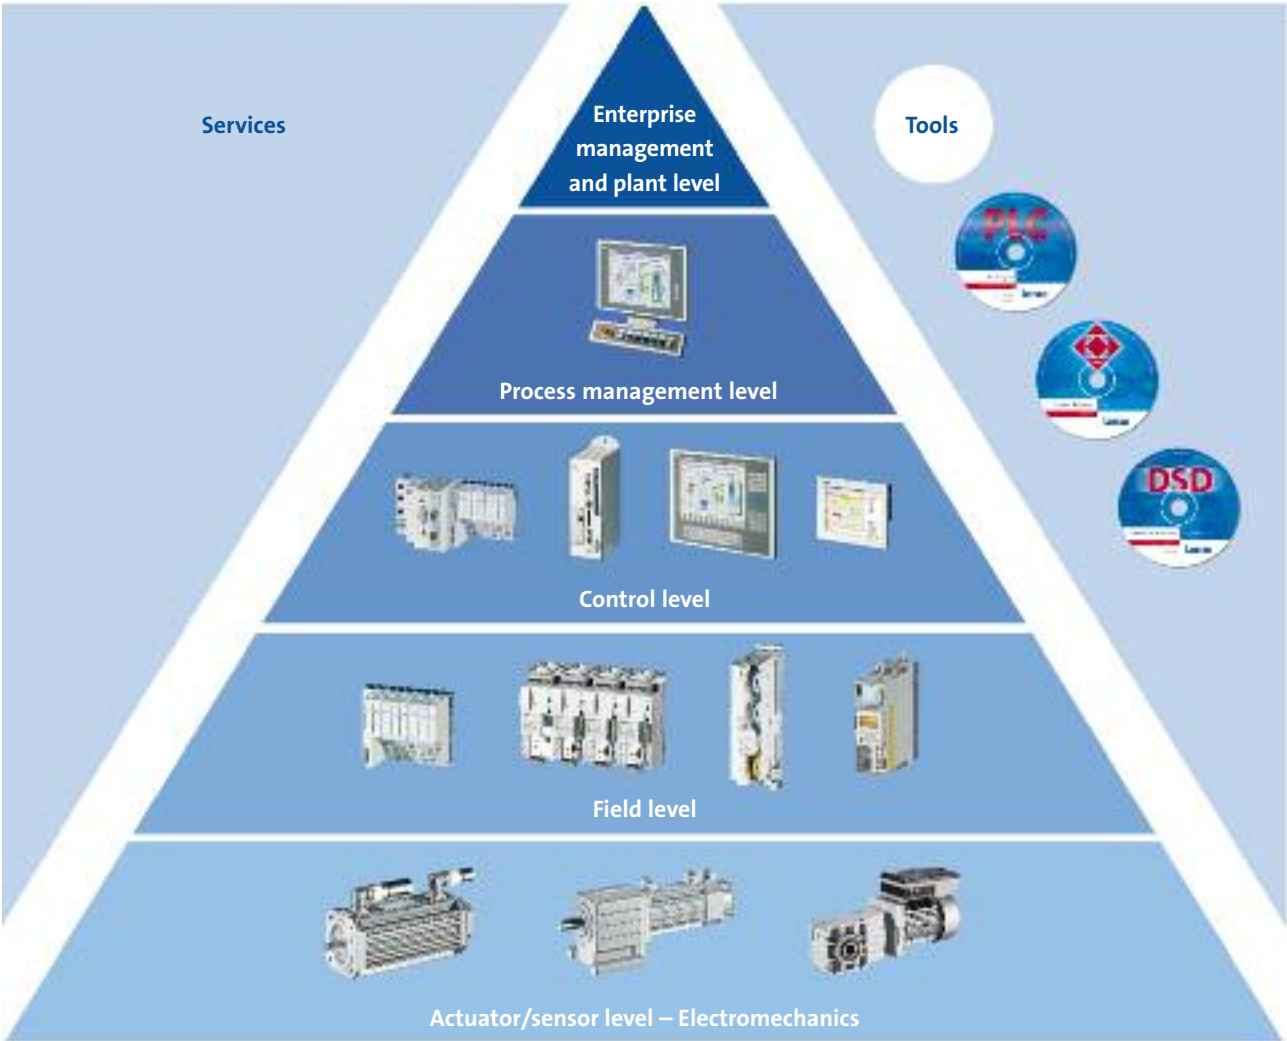 Services
Enterprise
management
and plant level
Tools
PLC
Process management level
DSD
Control level
Field level
Actuator/sensor level – Electromechanics